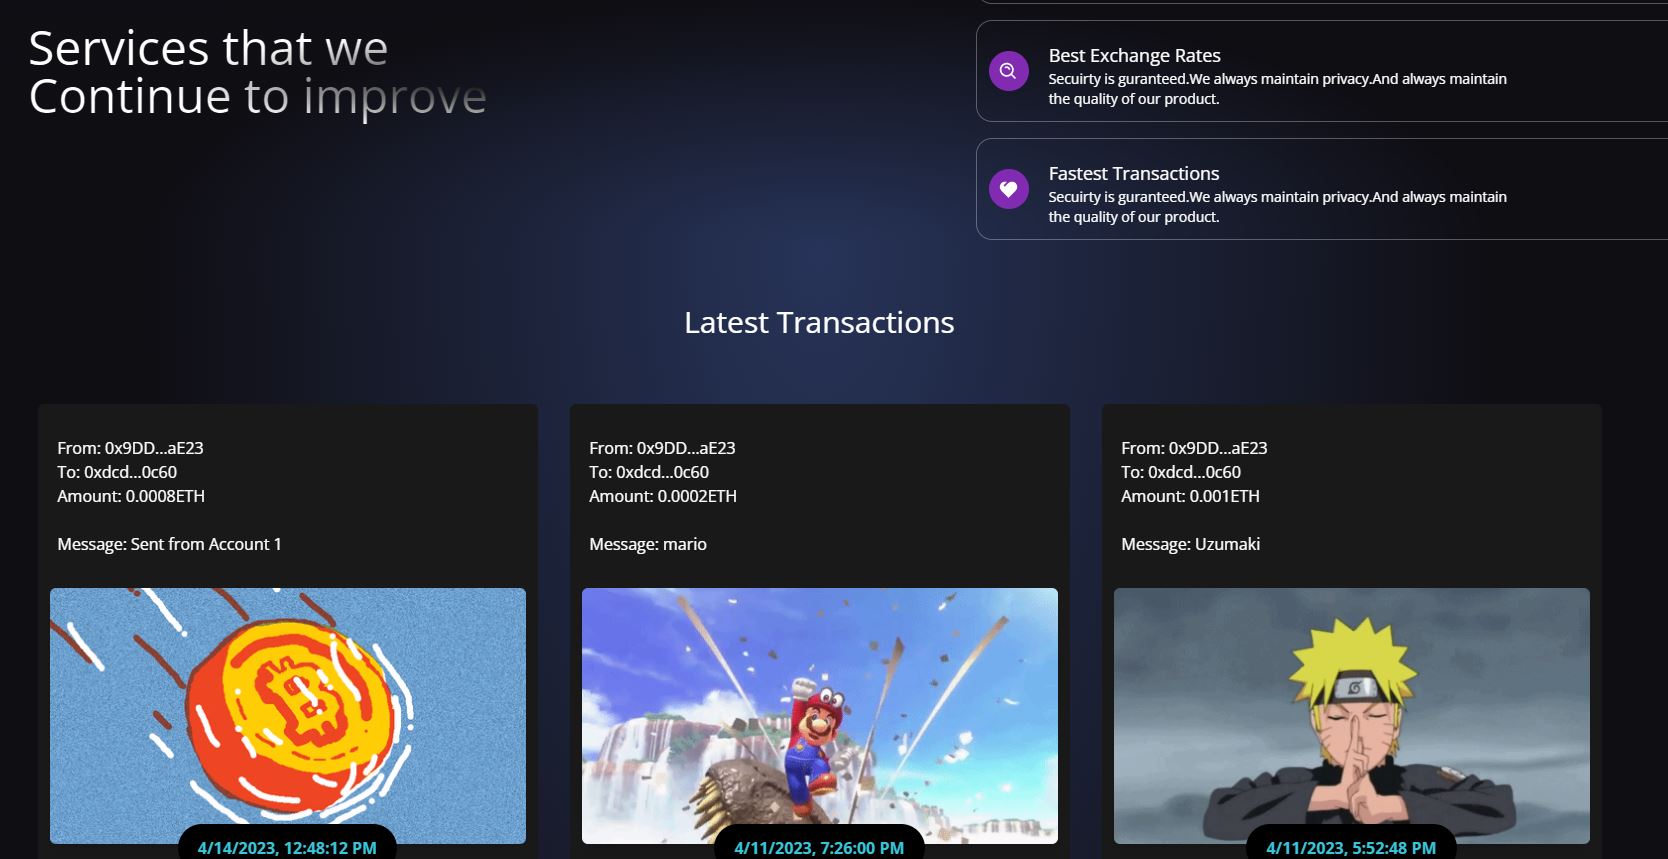 Services that we
Continue to improve
Best Exchange Rates
Secuirty is guranteed.We always maintain privacy.And always maintain
the quality of our product.
Fastest Transactions
Secuirty is guranteed.We always maintain privacy.And always maintain
the quality of our product.
Latest Transactions
From: 0x9DD...aE23
To: 0xdcd...0c60
Amount: 0.0008ETH
Message: Sent from Account 1
4/14/2023, 12:48:12 PM
From: 0x9DD...aE23
To: 0xdcd...0c60
Amount: 0.0002ETH
Message: mario
4/11/2023, 7:26:00 PM
From: 0x9DD...aE23
To: 0xdcd...0c60
Amount: 0.001ETH
Message: Uzumaki
4/11/2023, 5:52:48 PM